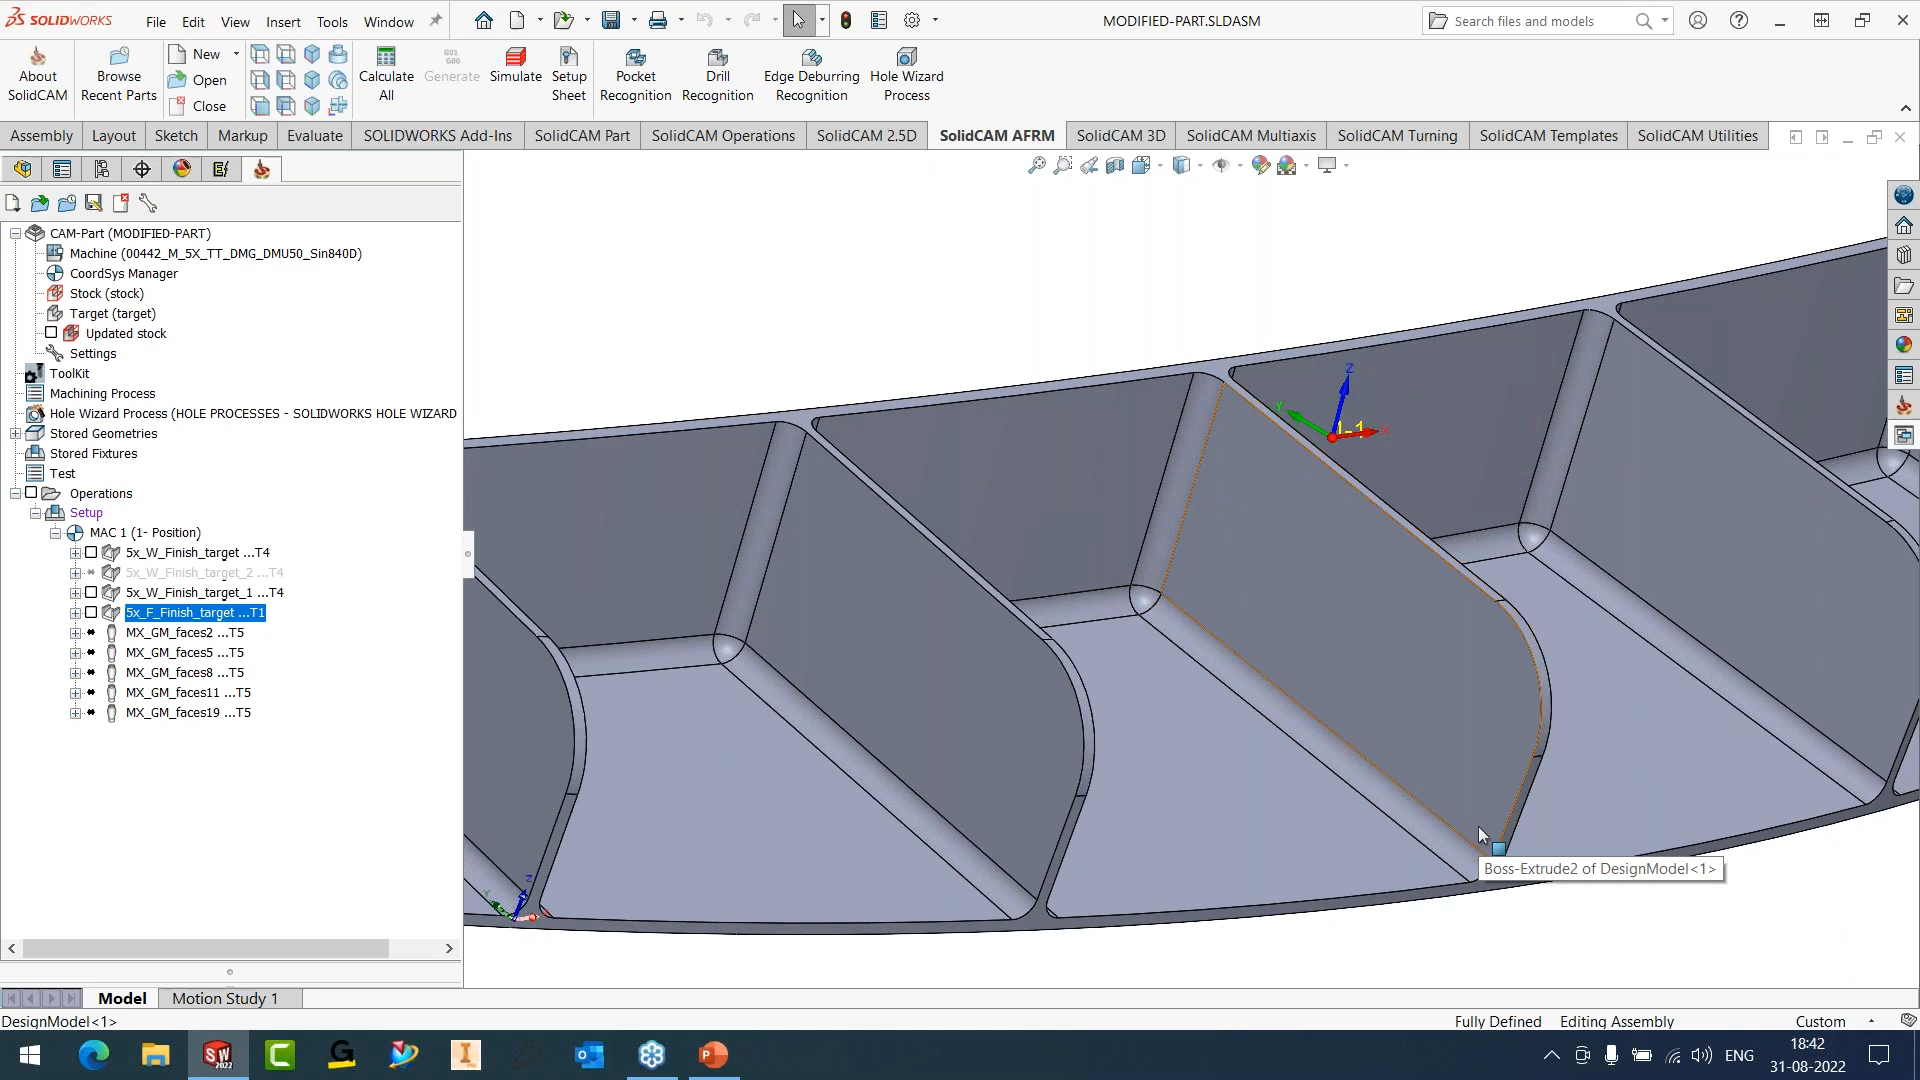 SOLIDWORKS File Edit View Insert Tools Window MODIFIED-PART.SLDASM Search files and models
About SolidCAM
Browse Recent Parts
New
Open
Close
Calculate All
G01 G00 Generate
Simulate
Setup Sheet
Pocket Recognition
Drill Recognition
Edge Deburring Recognition
Hole Wizard Process
Assembly Layout Sketch Markup Evaluate SOLIDWORKS Add-Ins SolidCAM Part SolidCAM Operations SolidCAM 2.5D SolidCAM AFRM SolidCAM 3D SolidCAM Multiaxis SolidCAM Turning SolidCAM Templates SolidCAM Utilities
CAM-Part (MODIFIED-PART)
Machine (00442_M_5X_TT_DMG_DMU50_Sin840D)
CoordSys Manager
Stock (stock)
Target (target)
Updated stock
Settings
ToolKit
Machining Process
Hole Wizard Process (HOLE PROCESSES - SOLIDWORKS HOLE WIZARD
Stored Geometries
Stored Fixtures
Test
Operations
Setup
MAC 1 (1- Position)
5x_W_Finish_target ...T4
5x_W_Finish_target_2 ...T4
5x_W_Finish_target_1 ...T4
5x_F_Finish_target ...T1
MX_GM_faces2 ...T5
MX_GM_faces5 ...T5
MX_GM_faces8 ...T5
MX_GM_faces11 ...T5
MX_GM_faces19 ...T5
Z
Y
1-1
X
Z
Y
Boss-Extrude2 of DesignModel<1>
Model Motion Study 1
DesignModel<1> Fully Defined Editing Assembly Custom
SW 2022
ENG
18:42
31-08-2022